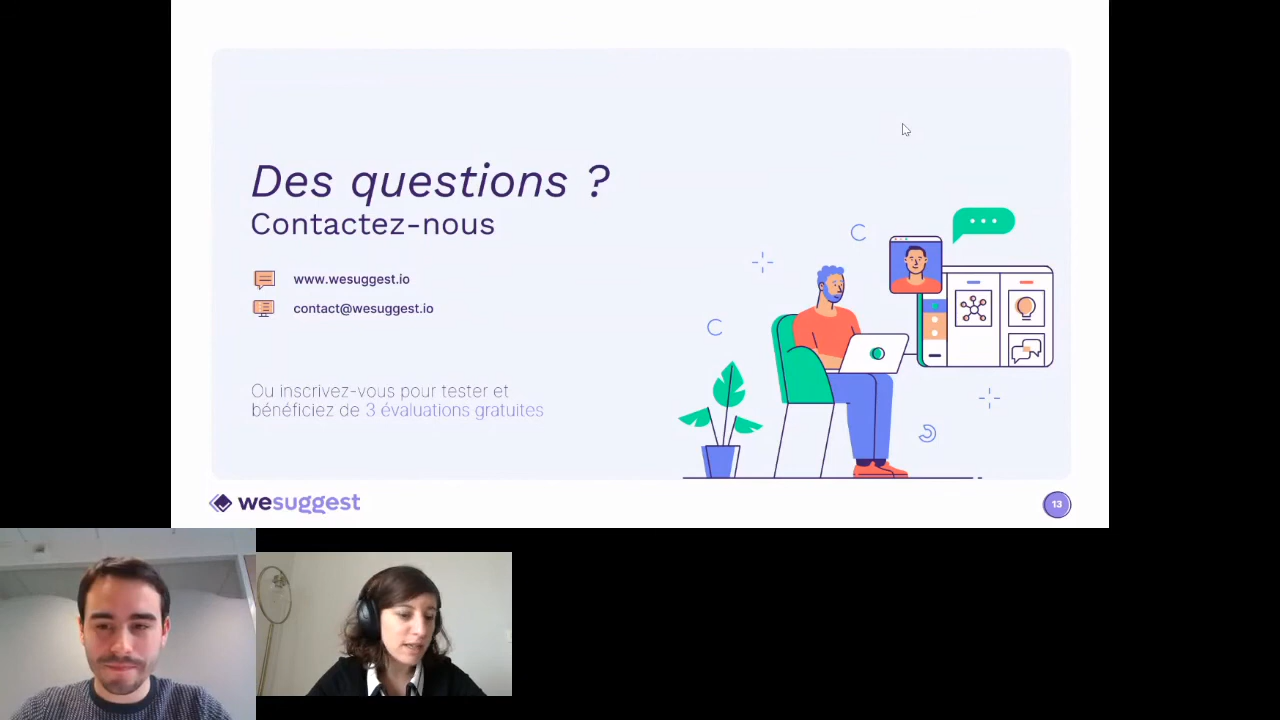 Des questions ?
Contactez-nous
www.wesuggest.io
contact@wesuggest.io
Ou inscrivez-vous pour tester et
bénéficiez de 3 évaluations gratuites
wesuggest
13